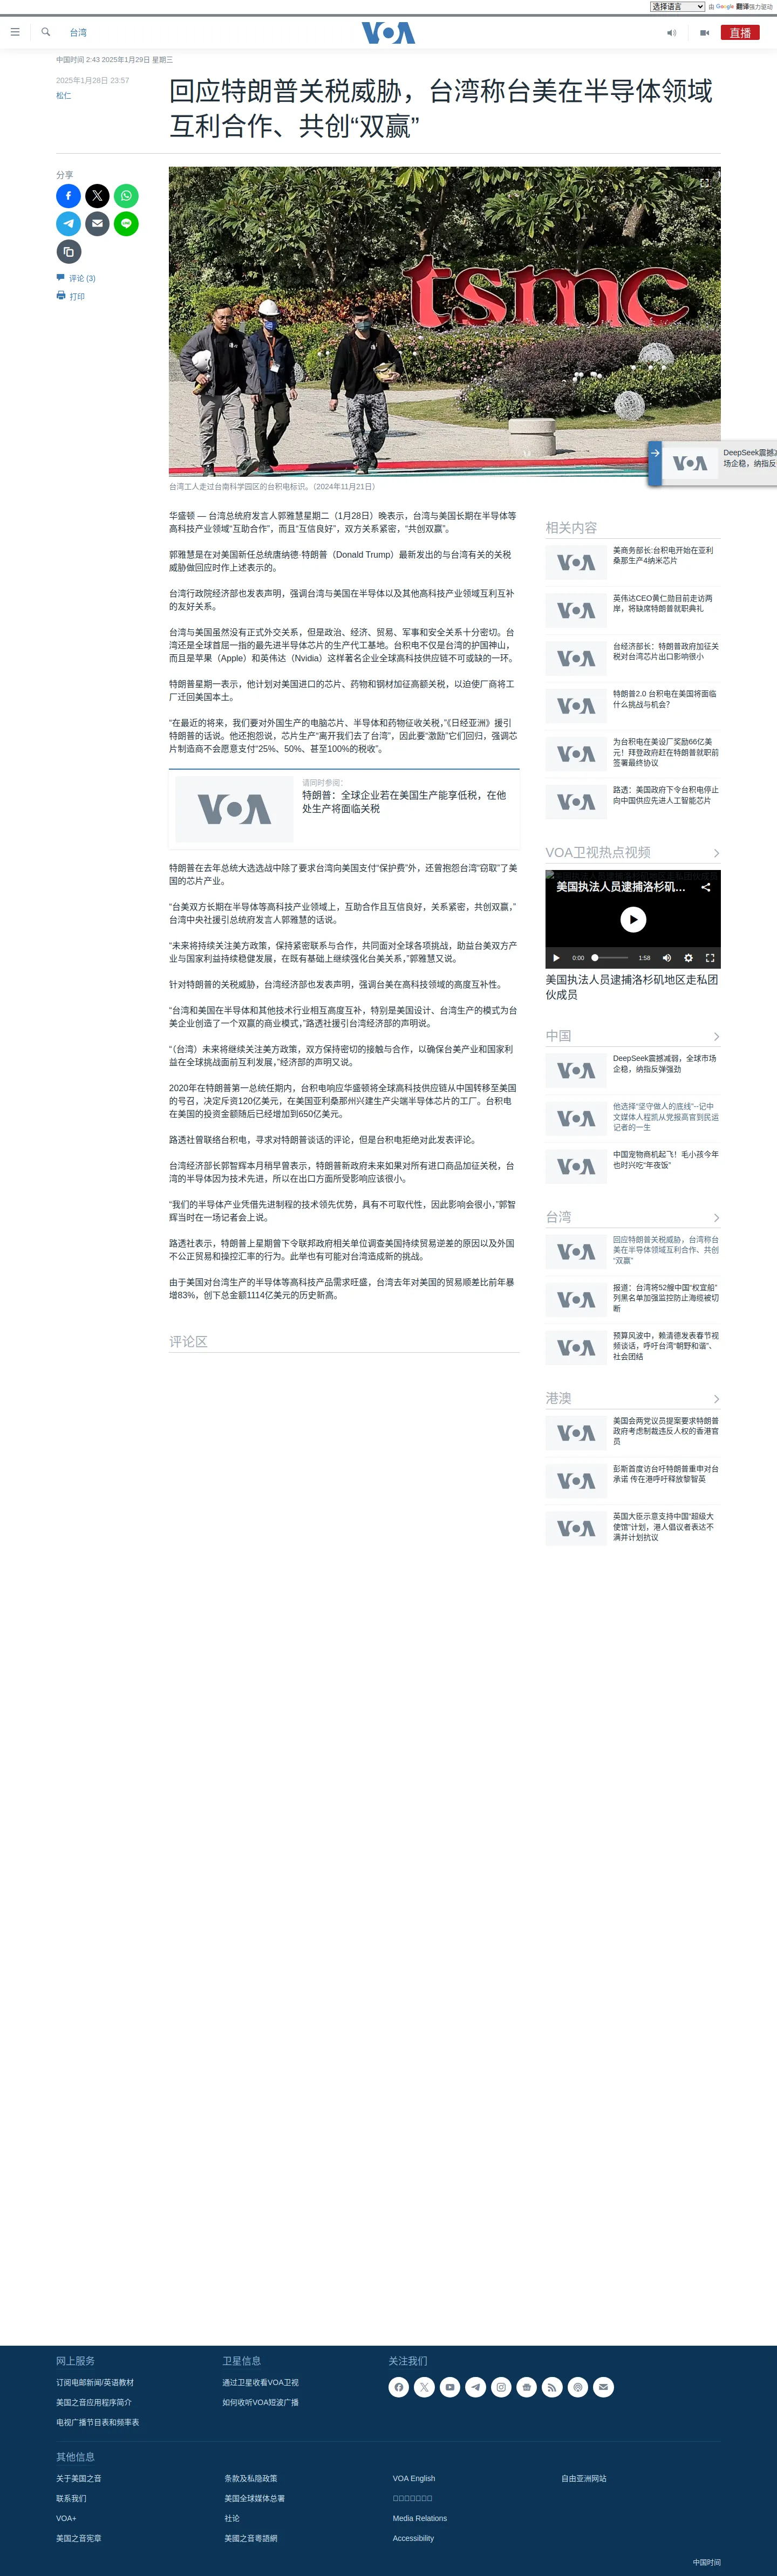 选择语言 由 Google 翻译强力驱动
台湾
VOA
直播
中国时间 2:43 2025年1月29日 星期三
2025年1月28日 23:57
松仁
回应特朗普关税威胁，台湾称台美在半导体领域
互利合作、共创“双赢”
分享
评论 (3)
打印
tsmc
台湾工人走过台南科学园区的台积电标识。（2024年11月21日）
VOA
DeepSeek震撼减
场企稳，纳指反
华盛顿 — 台湾总统府发言人郭雅慧星期二（1月28日）晚表示，台湾与美国长期在半导体等
高科技产业领域“互助合作”，而且“互信良好”，双方关系紧密，“共创双赢”。
郭雅慧是在对美国新任总统唐纳德·特朗普（Donald Trump）最新发出的与台湾有关的关税
威胁做回应时作上述表示的。
台湾行政院经济部也发表声明，强调台湾与美国在半导体以及其他高科技产业领域互利互补
的友好关系。
台湾与美国虽然没有正式外交关系，但是政治、经济、贸易、军事和安全关系十分密切。台
湾还是全球首屈一指的最先进半导体芯片的生产代工基地。台积电不仅是台湾的护国神山，
而且是苹果（Apple）和英伟达（Nvidia）这样著名企业全球高科技供应链不可或缺的一环。
特朗普星期一表示，他计划对美国进口的芯片、药物和钢材加征高额关税，以迫使厂商将工
厂迁回美国本土。
“在最近的将来，我们要对外国生产的电脑芯片、半导体和药物征收关税，”《日经亚洲》援引
特朗普的话说。他还抱怨说，芯片生产“离开我们去了台湾”，因此要“激励”它们回归，强调芯
片制造商不会愿意支付“25%、50%、甚至100%的税收”。
VOA
请同时参阅：
特朗普：全球企业若在美国生产能享低税，在他
处生产将面临关税
特朗普在去年总统大选选战中除了要求台湾向美国支付“保护费”外，还曾抱怨台湾“窃取”了美
国的芯片产业。
“台美双方长期在半导体等高科技产业领域上，互助合作且互信良好，关系紧密，共创双赢，”
台湾中央社援引总统府发言人郭雅慧的话说。
“未来将持续关注美方政策，保持紧密联系与合作，共同面对全球各项挑战，助益台美双方产
业与国家利益持续稳健发展，在既有基础上继续强化台美关系，”郭雅慧又说。
针对特朗普的关税威胁，台湾经济部也发表声明，强调台美在高科技领域的高度互补性。
“台湾和美国在半导体和其他技术行业相互高度互补，特别是美国设计、台湾生产的模式为台
美企业创造了一个双赢的商业模式，”路透社援引台湾经济部的声明说。
“（台湾）未来将继续关注美方政策，双方保持密切的接触与合作，以确保台美产业和国家利
益在全球挑战面前互利发展，”经济部的声明又说。
2020年在特朗普第一总统任期内，台积电响应华盛顿将全球高科技供应链从中国转移至美国
的号召，决定斥资120亿美元，在美国亚利桑那州兴建生产尖端半导体芯片的工厂。台积电
在美国的投资金额随后已经增加到650亿美元。
路透社曾联络台积电，寻求对特朗普谈话的评论，但是台积电拒绝对此发表评论。
台湾经济部长郭智辉本月稍早曾表示，特朗普新政府未来如果对所有进口商品加征关税，台
湾的半导体因为技术先进，所以在出口方面所受影响应该很小。
“我们的半导体产业凭借先进制程的技术领先优势，具有不可取代性，因此影响会很小，”郭智
辉当时在一场记者会上说。
路透社表示，特朗普上星期曾下令联邦政府相关单位调查美国持续贸易逆差的原因以及外国
不公正贸易和操控汇率的行为。此举也有可能对台湾造成新的挑战。
由于美国对台湾生产的半导体等高科技产品需求旺盛，台湾去年对美国的贸易顺差比前年暴
增83%，创下总金额1114亿美元的历史新高。
评论区
相关内容
VOA
美商务部长:台积电开始在亚利
桑那生产4纳米芯片
VOA
英伟达CEO黄仁勋目前走访两
岸，将缺席特朗普就职典礼
VOA
台经济部长：特朗普政府加征关
税对台湾芯片出口影响很小
VOA
特朗普2.0 台积电在美国将面临
什么挑战与机会？
VOA
为台积电在美设厂奖励66亿美
元！拜登政府赶在特朗普就职前
签署最终协议
VOA
路透：美国政府下令台积电停止
向中国供应先进人工智能芯片
VOA卫视热点视频
美国执法人员逮捕洛杉矶…
0:00 1:58
美国执法人员逮捕洛杉矶地区走私团
伙成员
中国
VOA
DeepSeek震撼减弱，全球市场
企稳，纳指反弹强劲
VOA
他选择“坚守做人的底线”--记中
文媒体人程凯从党报高官到民运
记者的一生
VOA
中国宠物商机起飞！毛小孩今年
也时兴吃“年夜饭”
台湾
VOA
回应特朗普关税威胁，台湾称台
美在半导体领域互利合作、共创
“双赢”
VOA
报道：台湾将52艘中国“权宜船”
列黑名单加强监控防止海缆被切
断
VOA
预算风波中，赖清德发表春节视
频谈话，呼吁台湾“朝野和谐”、
社会团结
港澳
VOA
美国会两党议员提案要求特朗普
政府考虑制裁违反人权的香港官
员
VOA
彭斯首度访台吁特朗普重申对台
承诺 传在港呼吁释放黎智英
VOA
英国大臣示意支持中国“超级大
使馆”计划，港人倡议者表达不
满并计划抗议
网上服务
订阅电邮新闻/英语教材
美国之音应用程序简介
电视广播节目表和频率表
卫星信息
通过卫星收看VOA卫视
如何收听VOA短波广播
关注我们
其他信息
关于美国之音
联系我们
VOA+
美国之音宪章
条款及私隐政策
美国全球媒体总署
社论
美國之音粵語網
VOA English
Media Relations
Accessibility
自由亚洲网站
中国时间